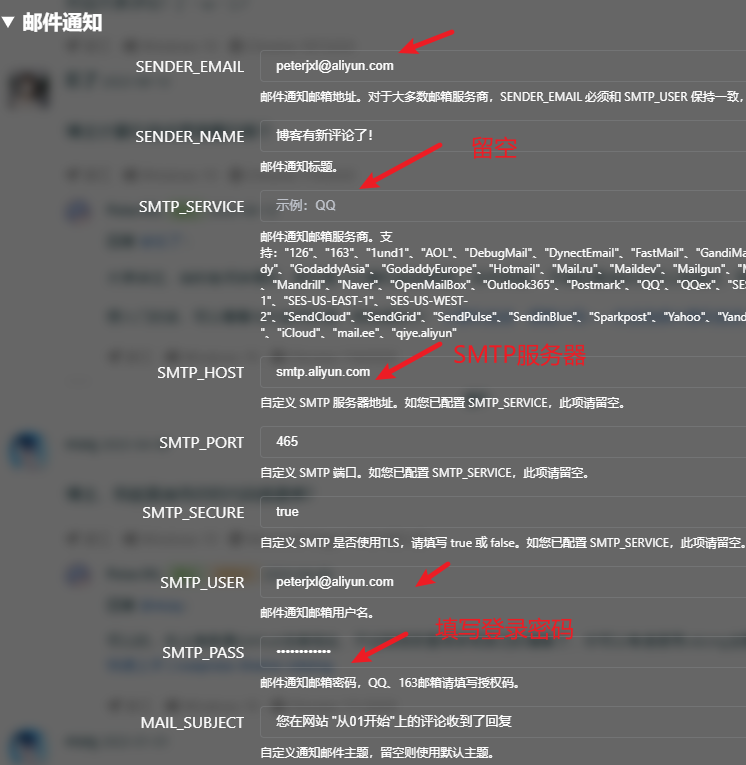 ▼ 邮件通知
SENDER_EMAIL peterjxl@aliyun.com
邮件通知邮箱地址。对于大多数邮箱服务商，SENDER_EMAIL 必须和 SMTP_USER 保持一致，
SENDER_NAME 博客有新评论了！
邮件通知标题。
留空
SMTP_SERVICE 示例：QQ
邮件通知邮箱服务商。支
持："126"、"163"、"1und1"、"AOL"、"DebugMail"、"DynectEmail"、"FastMail"、"GandiMa
dy"、"GodaddyAsia"、"GodaddyEurope"、"Hotmail"、"Mail.ru"、"Maildev"、"Mailgun"、"M
、"Mandrill"、"Naver"、"OpenMailBox"、"Outlook365"、"Postmark"、"QQ"、"QQex"、"SES
1"、"SES-US-EAST-1"、"SES-US-WEST-
2"、"SendCloud"、"SendGrid"、"SendPulse"、"SendinBlue"、"Sparkpost"、"Yahoo"、"Yand
"、"iCloud"、"mail.ee"、"qiye.aliyun"
SMTP服务器
SMTP_HOST smtp.aliyun.com
自定义 SMTP 服务器地址。如您已配置 SMTP_SERVICE，此项请留空。
SMTP_PORT 465
自定义 SMTP 端口。如您已配置 SMTP_SERVICE，此项请留空。
SMTP_SECURE true
自定义 SMTP 是否使用TLS，请填写 true 或 false。如您已配置 SMTP_SERVICE，此项请留空。
SMTP_USER peterjxl@aliyun.com
邮件通知邮箱用户名。
填写登录密码
SMTP_PASS ••••••••••••
邮件通知邮箱密码，QQ、163邮箱请填写授权码。
MAIL_SUBJECT 您在网站 "从01开始"上的评论收到了回复
自定义通知邮件主题，留空则使用默认主题。